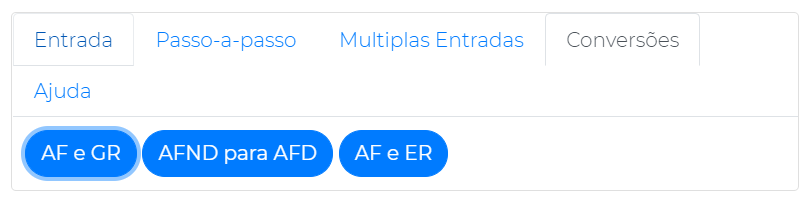 Entrada Passo-a-passo Multiplas Entradas Conversões
Ajuda
AF e GR AFND para AFD AF e ER